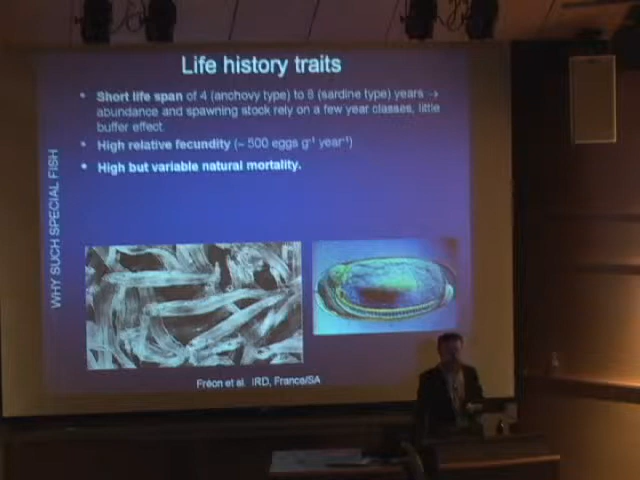 Life history traits
• Short life span of 4 (anchovy type) to 8 (sardine type) years →
abundance and spawning stock rely on a few year classes, little
buffer effect.
• High relative fecundity (~ 500 eggs g-1 year-1)
• High but variable natural mortality.
WHY SUCH SPECIAL FISH
Fréon et al. IRD, France/SA